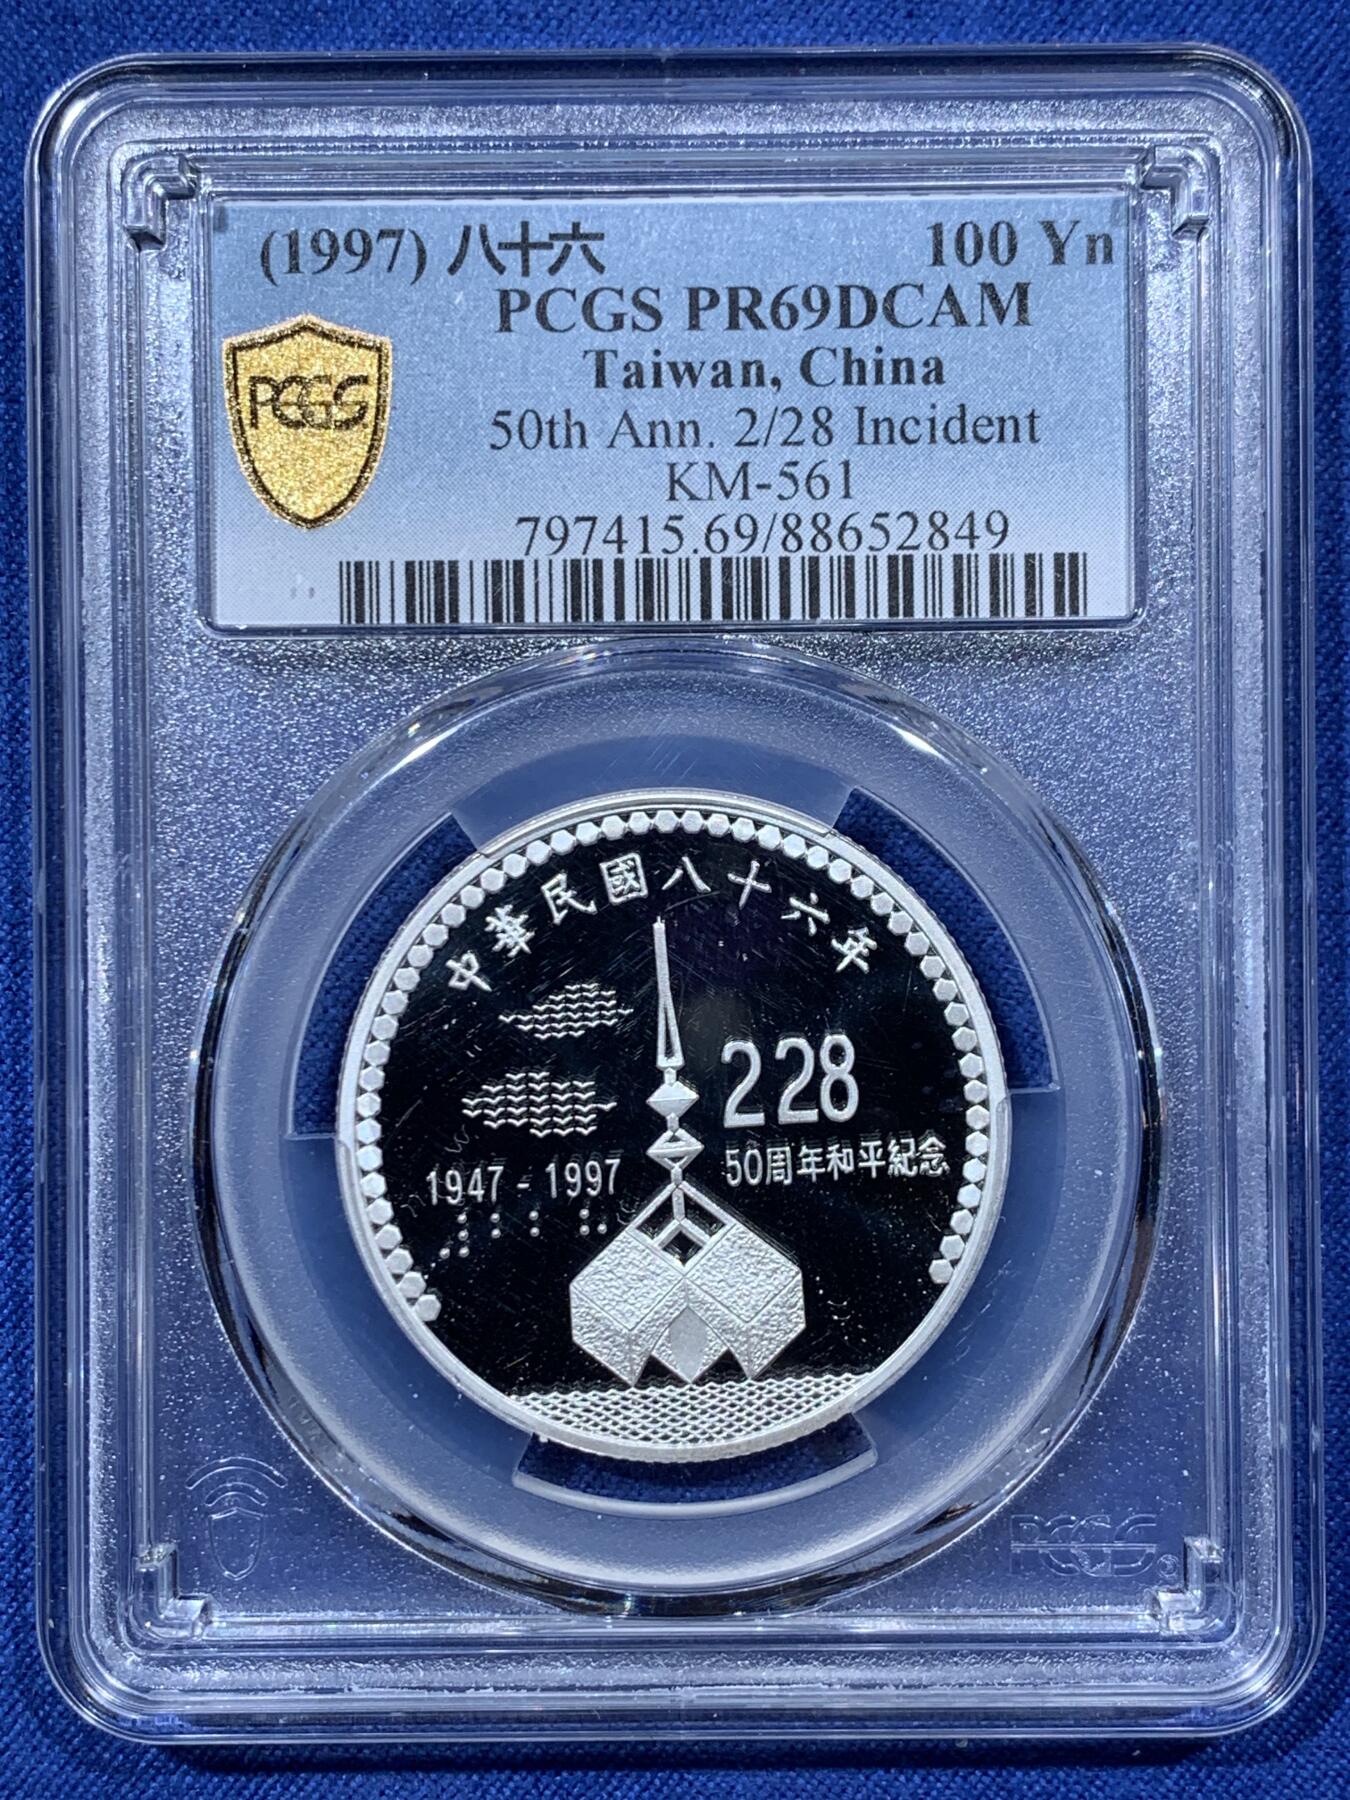 (1997) 八十六 100 Yn
PCGS PR69DCAM
Taiwan, China
PCGS
50th Ann. 2/28 Incident
KM-561
797415.69/88652849
中華民國八十六年
228
50周年和平紀念
1947 - 1997
PCGS